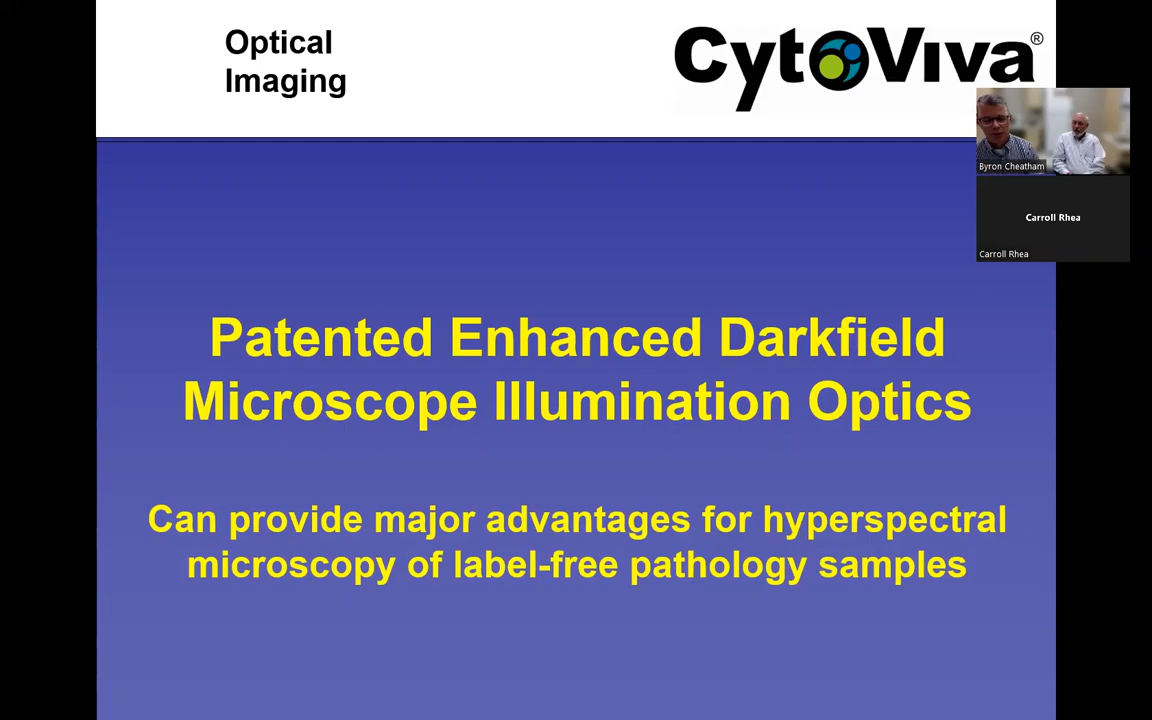 Optical
Imaging
CytoViva®
Byron Cheatham
Carroll Rhea
Carroll Rhea
Patented Enhanced Darkfield
Microscope Illumination Optics
Can provide major advantages for hyperspectral
microscopy of label-free pathology samples